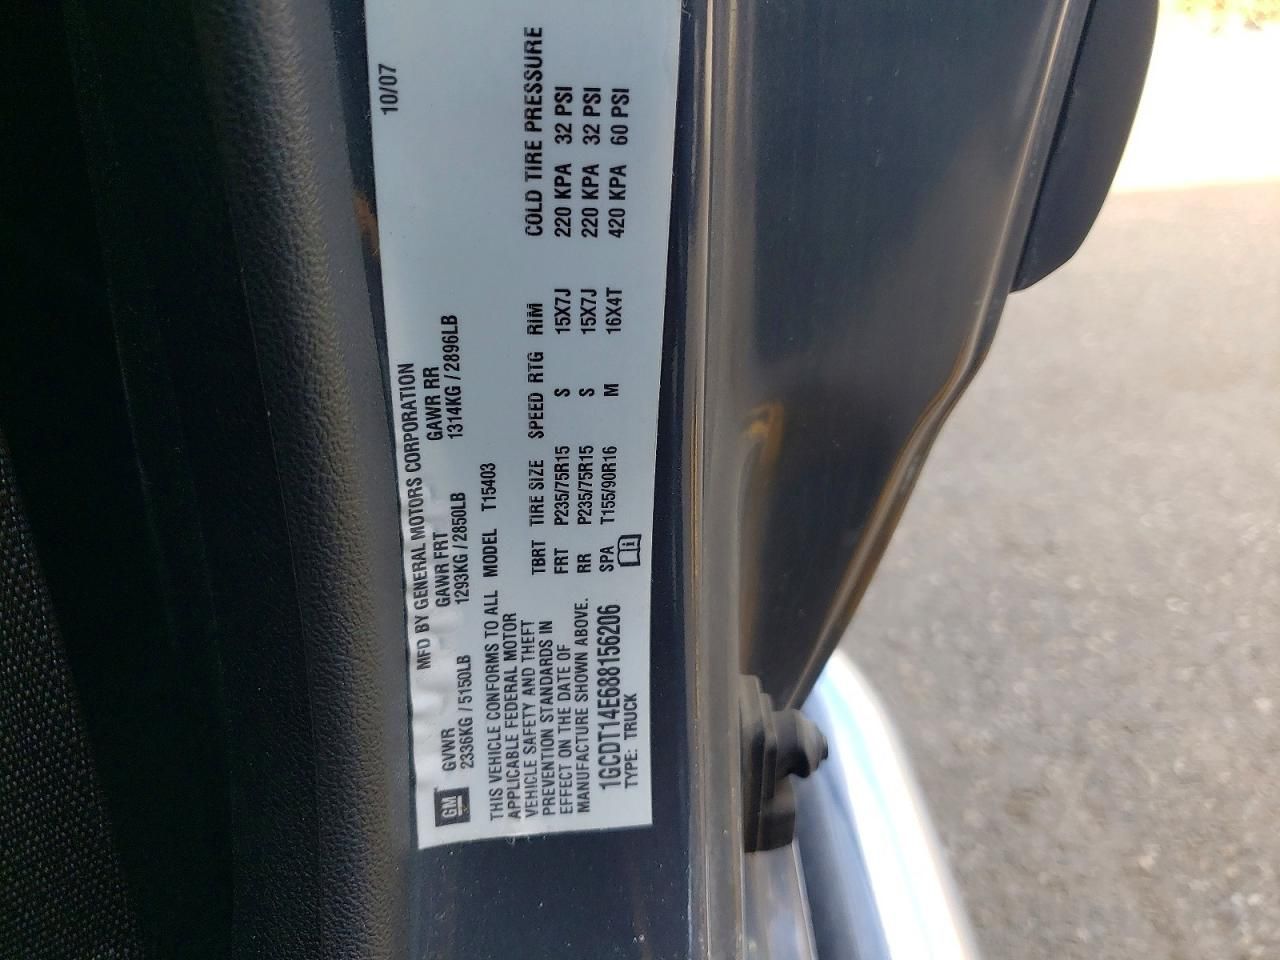 GM
MFD BY GENERAL MOTORS CORPORATION
10/07
GVWR GAWR FRT GAWR RR
2336KG / 5150LB 1293KG / 2850LB 1314KG / 2896LB
THIS VEHICLE CONFORMS TO ALL
APPLICABLE FEDERAL MOTOR
VEHICLE SAFETY AND THEFT
PREVENTION STANDARDS IN
EFFECT ON THE DATE OF
MANUFACTURE SHOWN ABOVE.
1GCDT14E688156206
TYPE: TRUCK
MODEL T15403
TBRT TIRE SIZE SPEED RTG RIM COLD TIRE PRESSURE
FRT P235/75R15 S 15X7J 220 KPA 32 PSI
RR P235/75R15 S 15X7J 220 KPA 32 PSI
SPA T155/90R16 M 16X4T 420 KPA 60 PSI